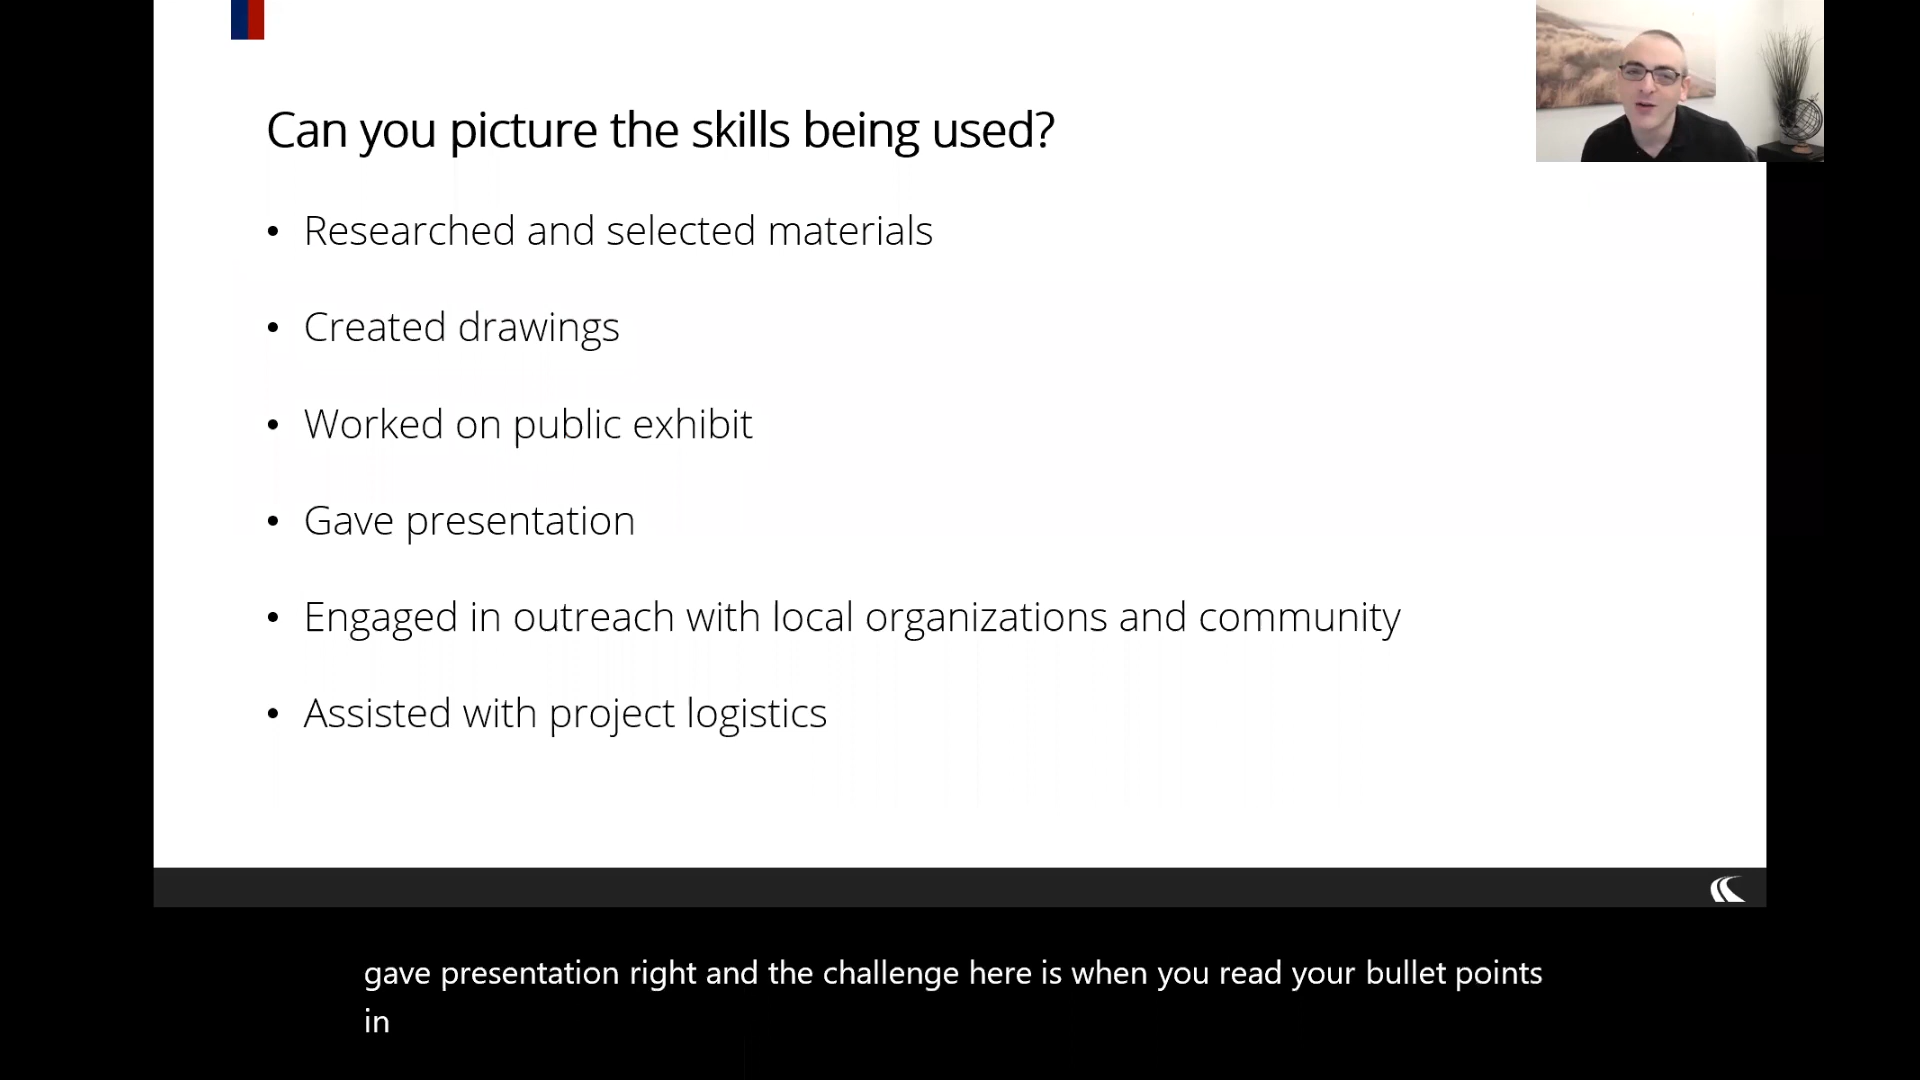 Can you picture the skills being used?
• Researched and selected materials
• Created drawings
• Worked on public exhibit
• Gave presentation
• Engaged in outreach with local organizations and community
• Assisted with project logistics
gave presentation right and the challenge here is when you read your bullet points
in